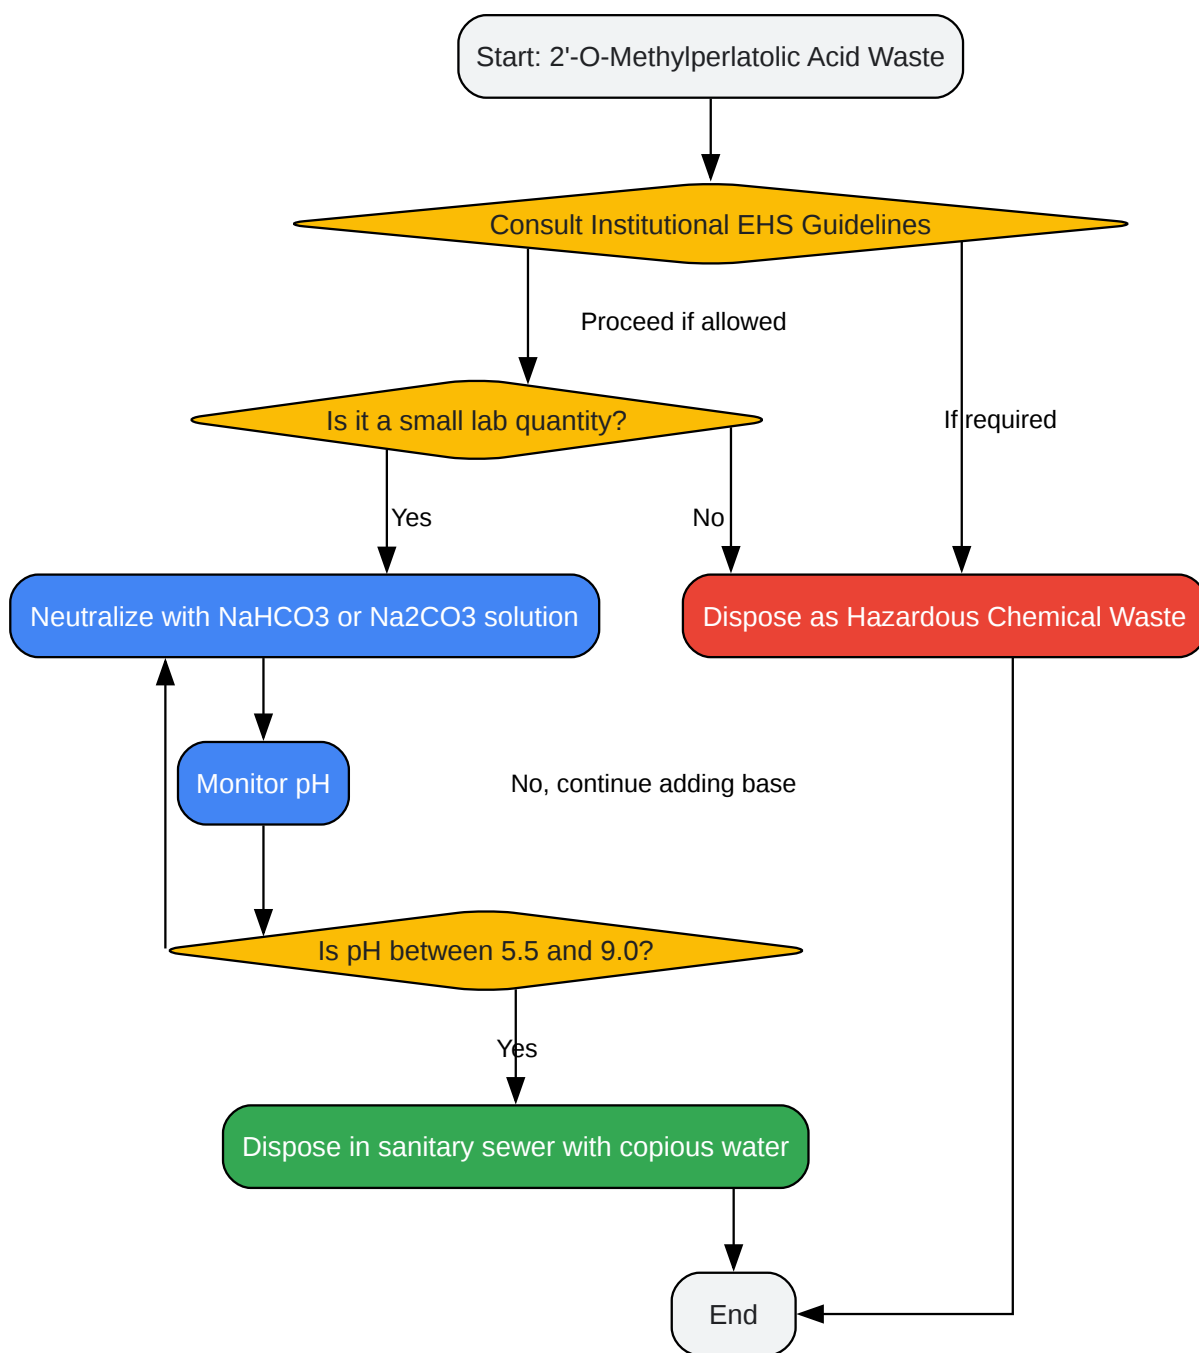 Start: 2'-O-Methylperlatolic Acid Waste
Consult Institutional EHS Guidelines
Proceed if allowed
Is it a small lab quantity?
If required
Yes
No
Neutralize with NaHCO3 or Na2CO3 solution
Dispose as Hazardous Chemical Waste
Monitor pH
No, continue adding base
Is pH between 5.5 and 9.0?
Yes
Dispose in sanitary sewer with copious water
End